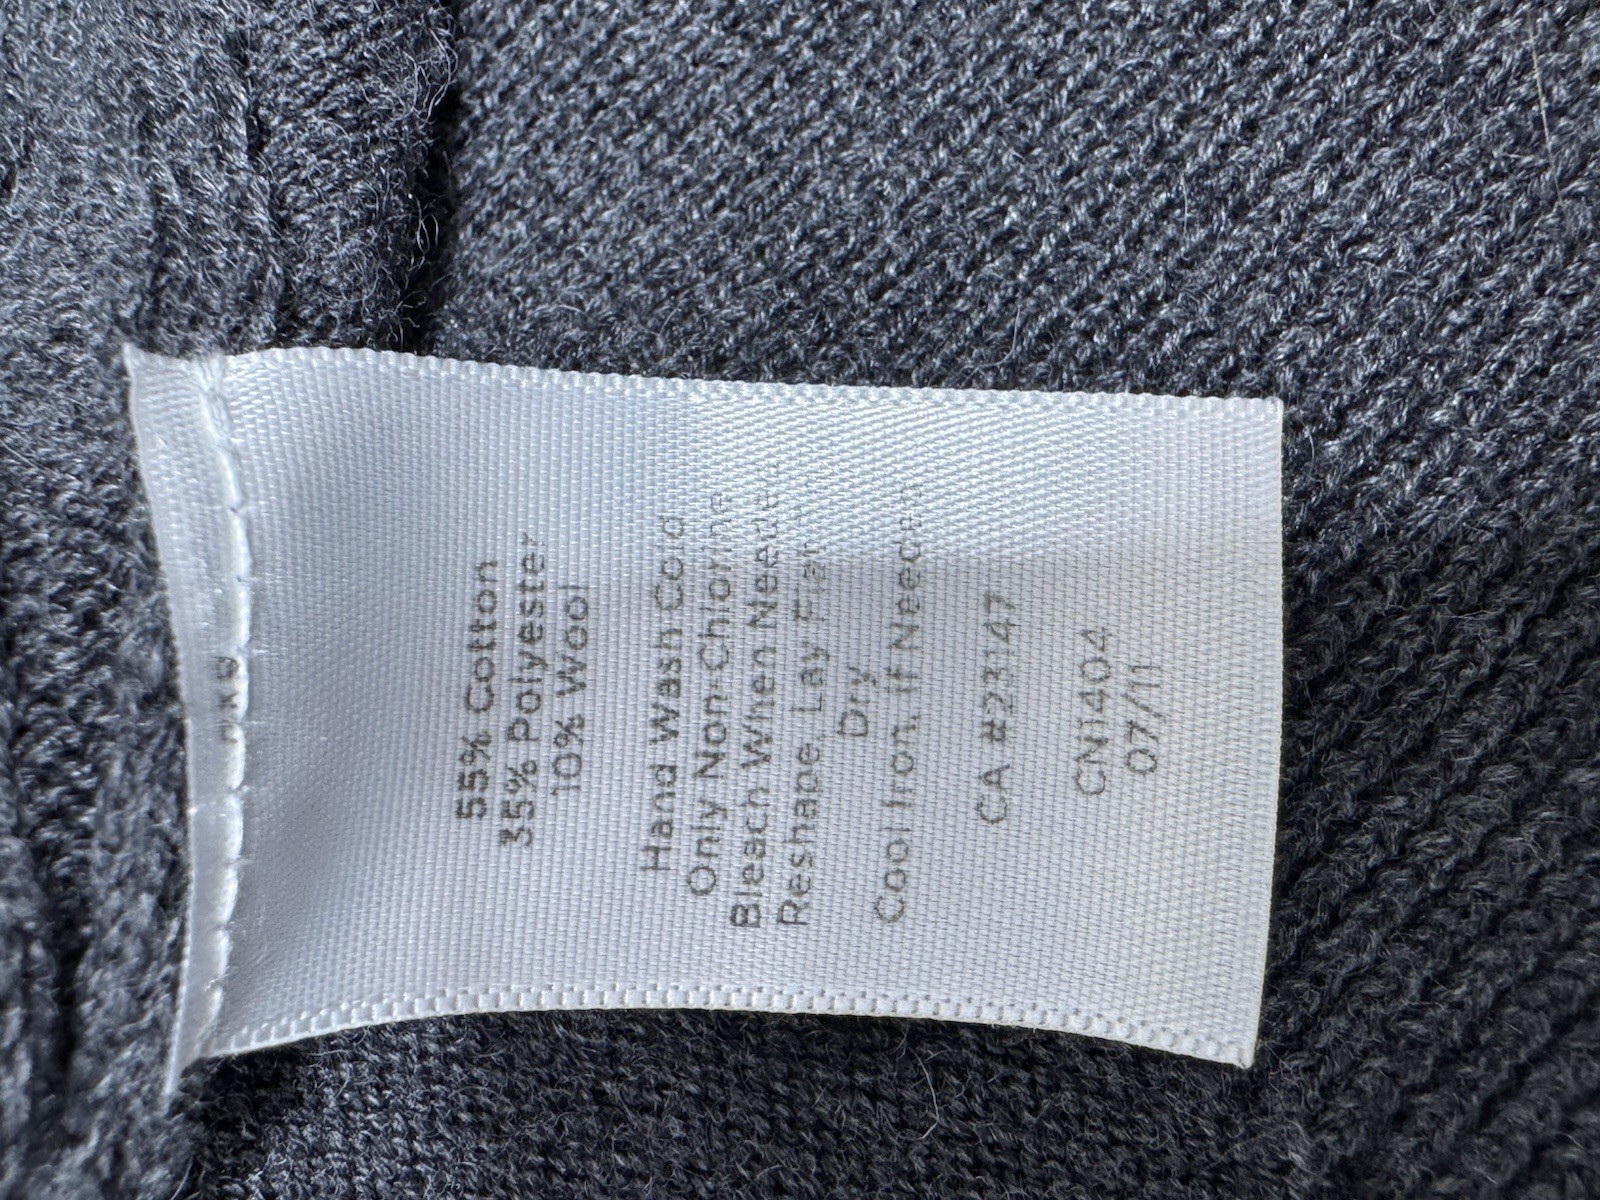 55% Cotton
35% Polyester
10% Wool
Hand Wash Cold
Only Non-Chlorine
Bleach When Needed
Reshape, Lay Flat To
Dry
Cool Iron, if Needed
CA #23147
CN1404
07/11